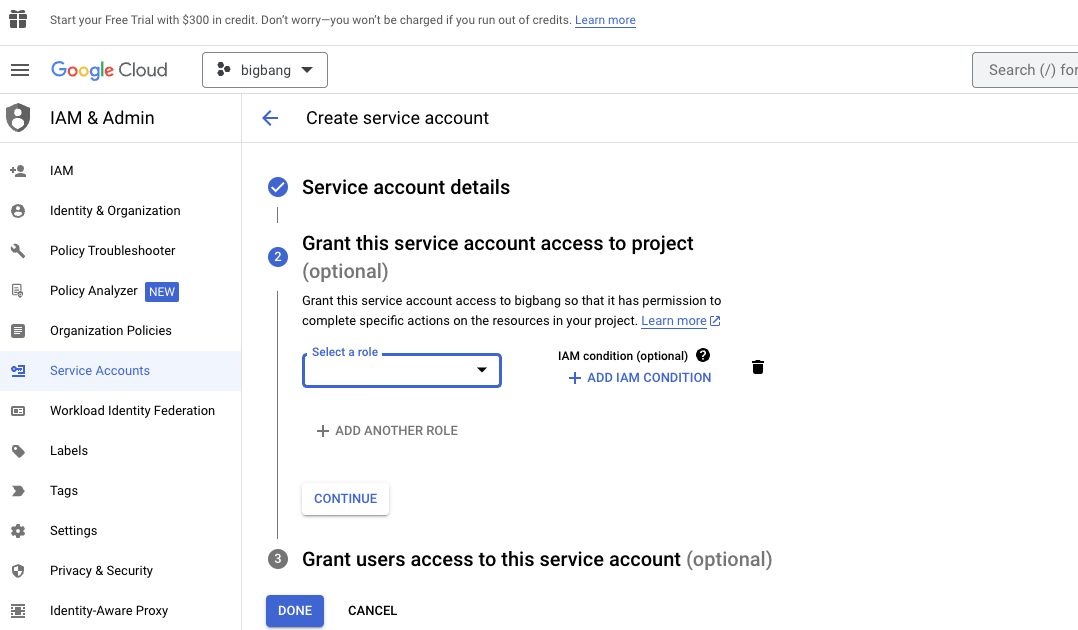 Start your Free Trial with $300 in credit. Don't worry—you won't be charged if you run out of credits. Learn more
Google Cloud
bigbang
Search (/) for
IAM & Admin
Create service account
IAM
Identity & Organization
Policy Troubleshooter
Policy Analyzer NEW
Organization Policies
Service Accounts
Workload Identity Federation
Labels
Tags
Settings
Privacy & Security
Identity-Aware Proxy
Service account details
2
Grant this service account access to project
(optional)
Grant this service account access to bigbang so that it has permission to
complete specific actions on the resources in your project. Learn more
Select a role
IAM condition (optional) ?
+ ADD IAM CONDITION
+ ADD ANOTHER ROLE
CONTINUE
3 Grant users access to this service account (optional)
DONE CANCEL